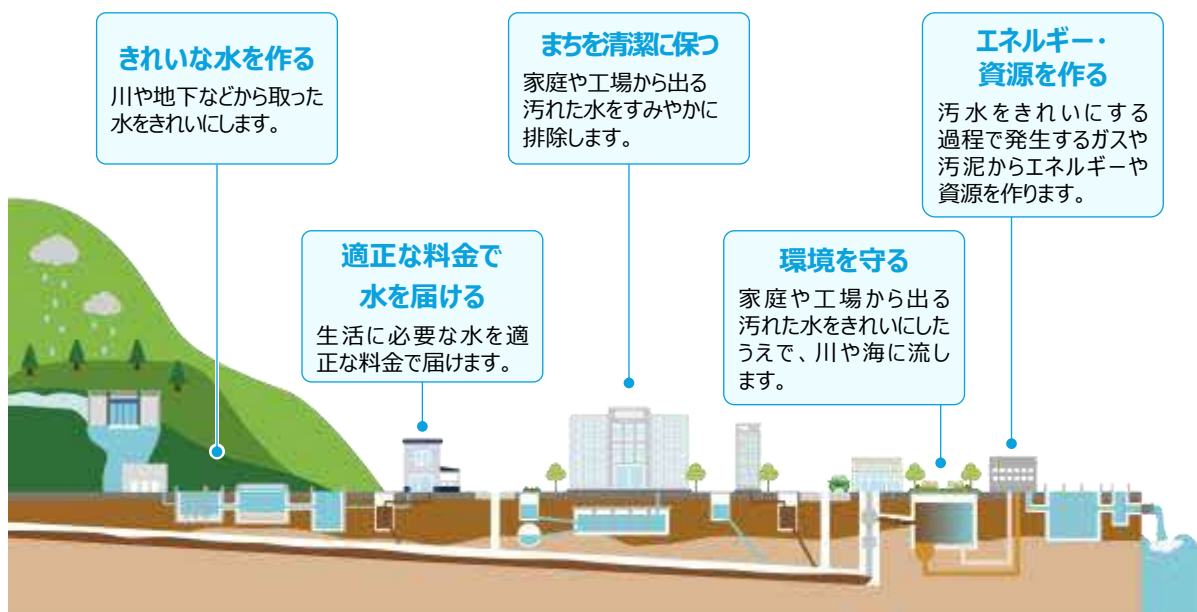 きれいな水を作る
川や地下などから取った
水をきれいにします。
適正な料金で
水を届ける
生活に必要な水を適
正な料金で届けます。
まちを清潔に保つ
家庭や工場から出る
汚れた水をすみやかに
排除します。
環境を守る
家庭や工場から出る
汚れた水をきれいにした
うえで、川や海に流し
ます。
エネルギー・
資源を作る
汚水をきれいにする
過程で発生するガスや
汚泥からエネルギーや
資源を作ります。